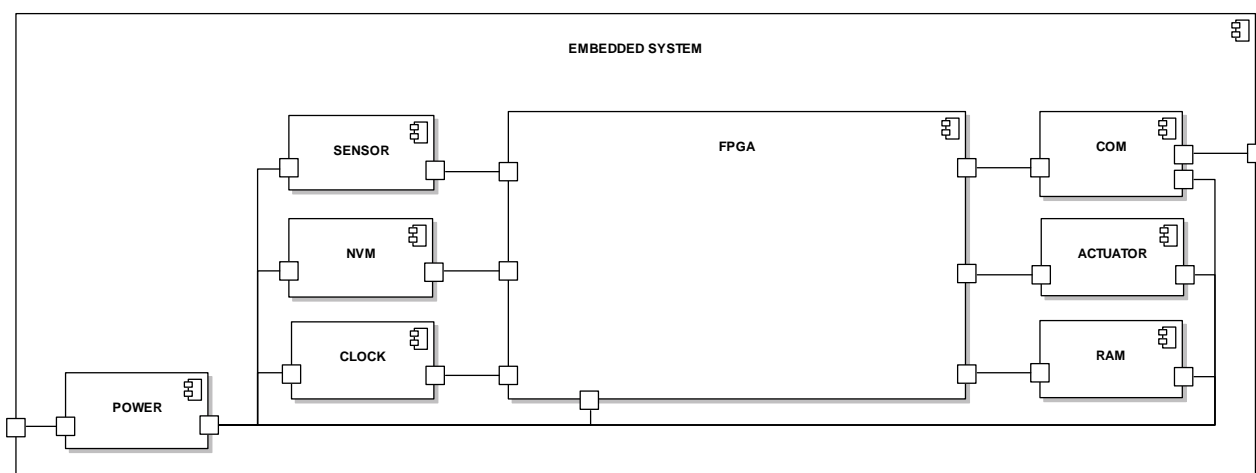 EMBEDDED SYSTEM
SENSOR
FPGA
COM
NVM
ACTUATOR
CLOCK
RAM
POWER